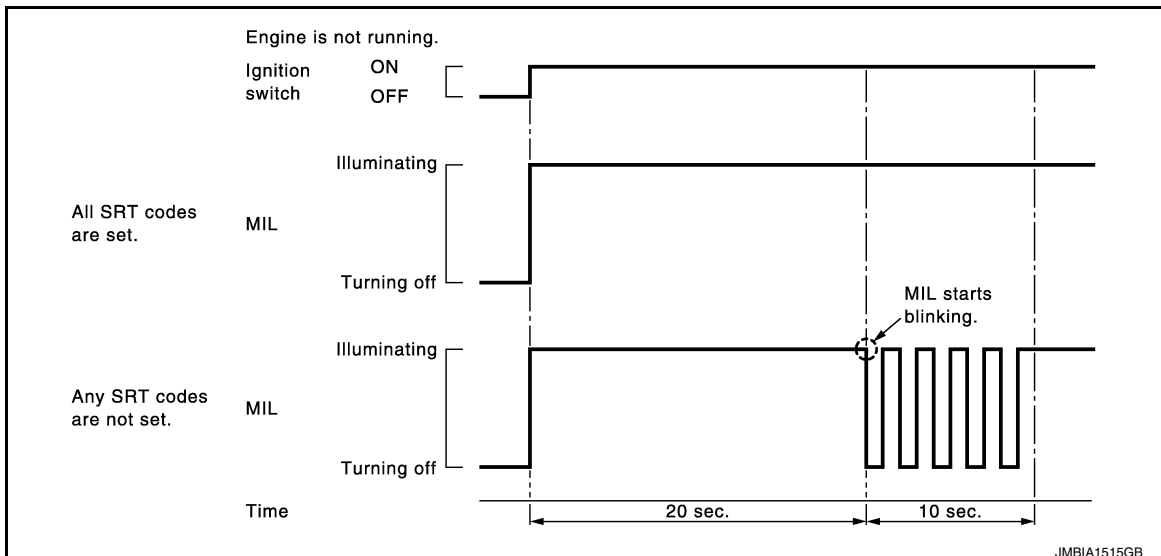 Engine is not running.
Ignition
switch
ON
OFF
Illuminating
All SRT codes
are set.
MIL
Turning off
MIL starts
blinking.
Illuminating
Any SRT codes
are not set.
MIL
Turning off
Time
20 sec.
10 sec.
JMBIA1515GB